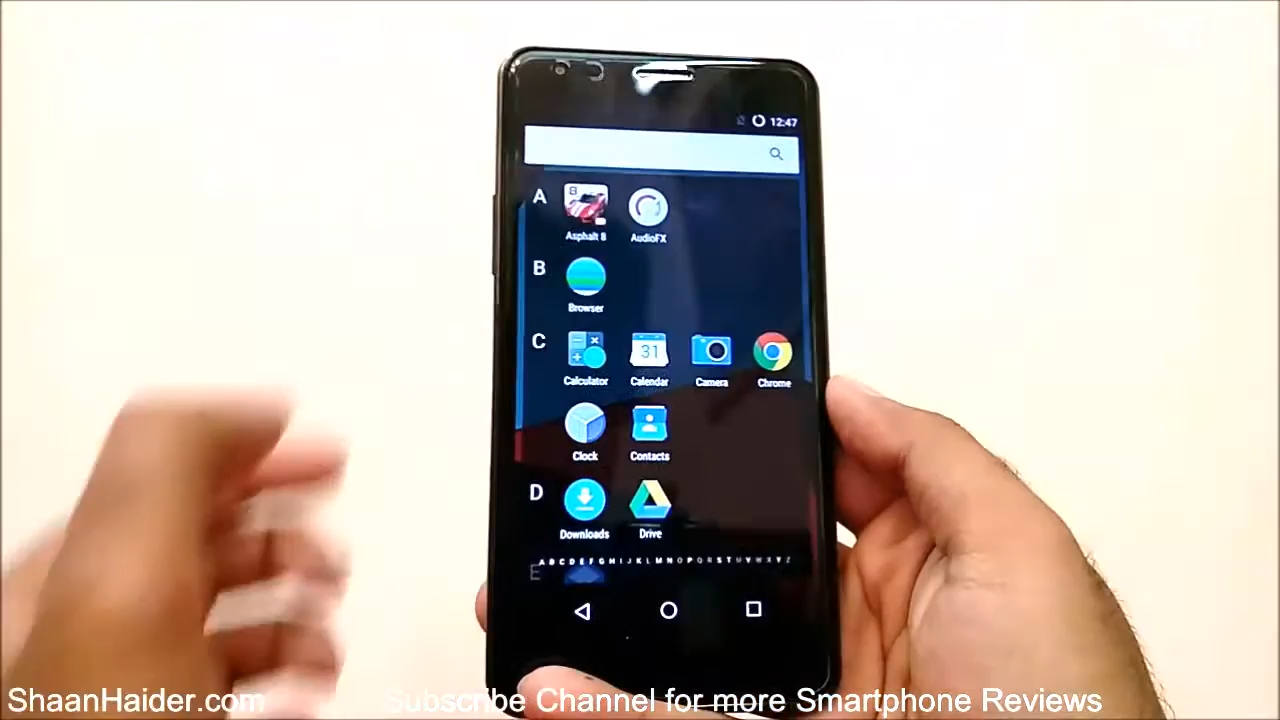 12:47
A
Asphalt 8
AudioFX
B
Browser
C
31
Calculator
Calendar
Camera
Chrome
Clock
Contacts
D
Downloads
Drive
A B C D E F G H I J K L M N O P Q R S T U V W X Y Z
E
ShaanHaider.com
Subscribe Channel for more Smartphone Reviews